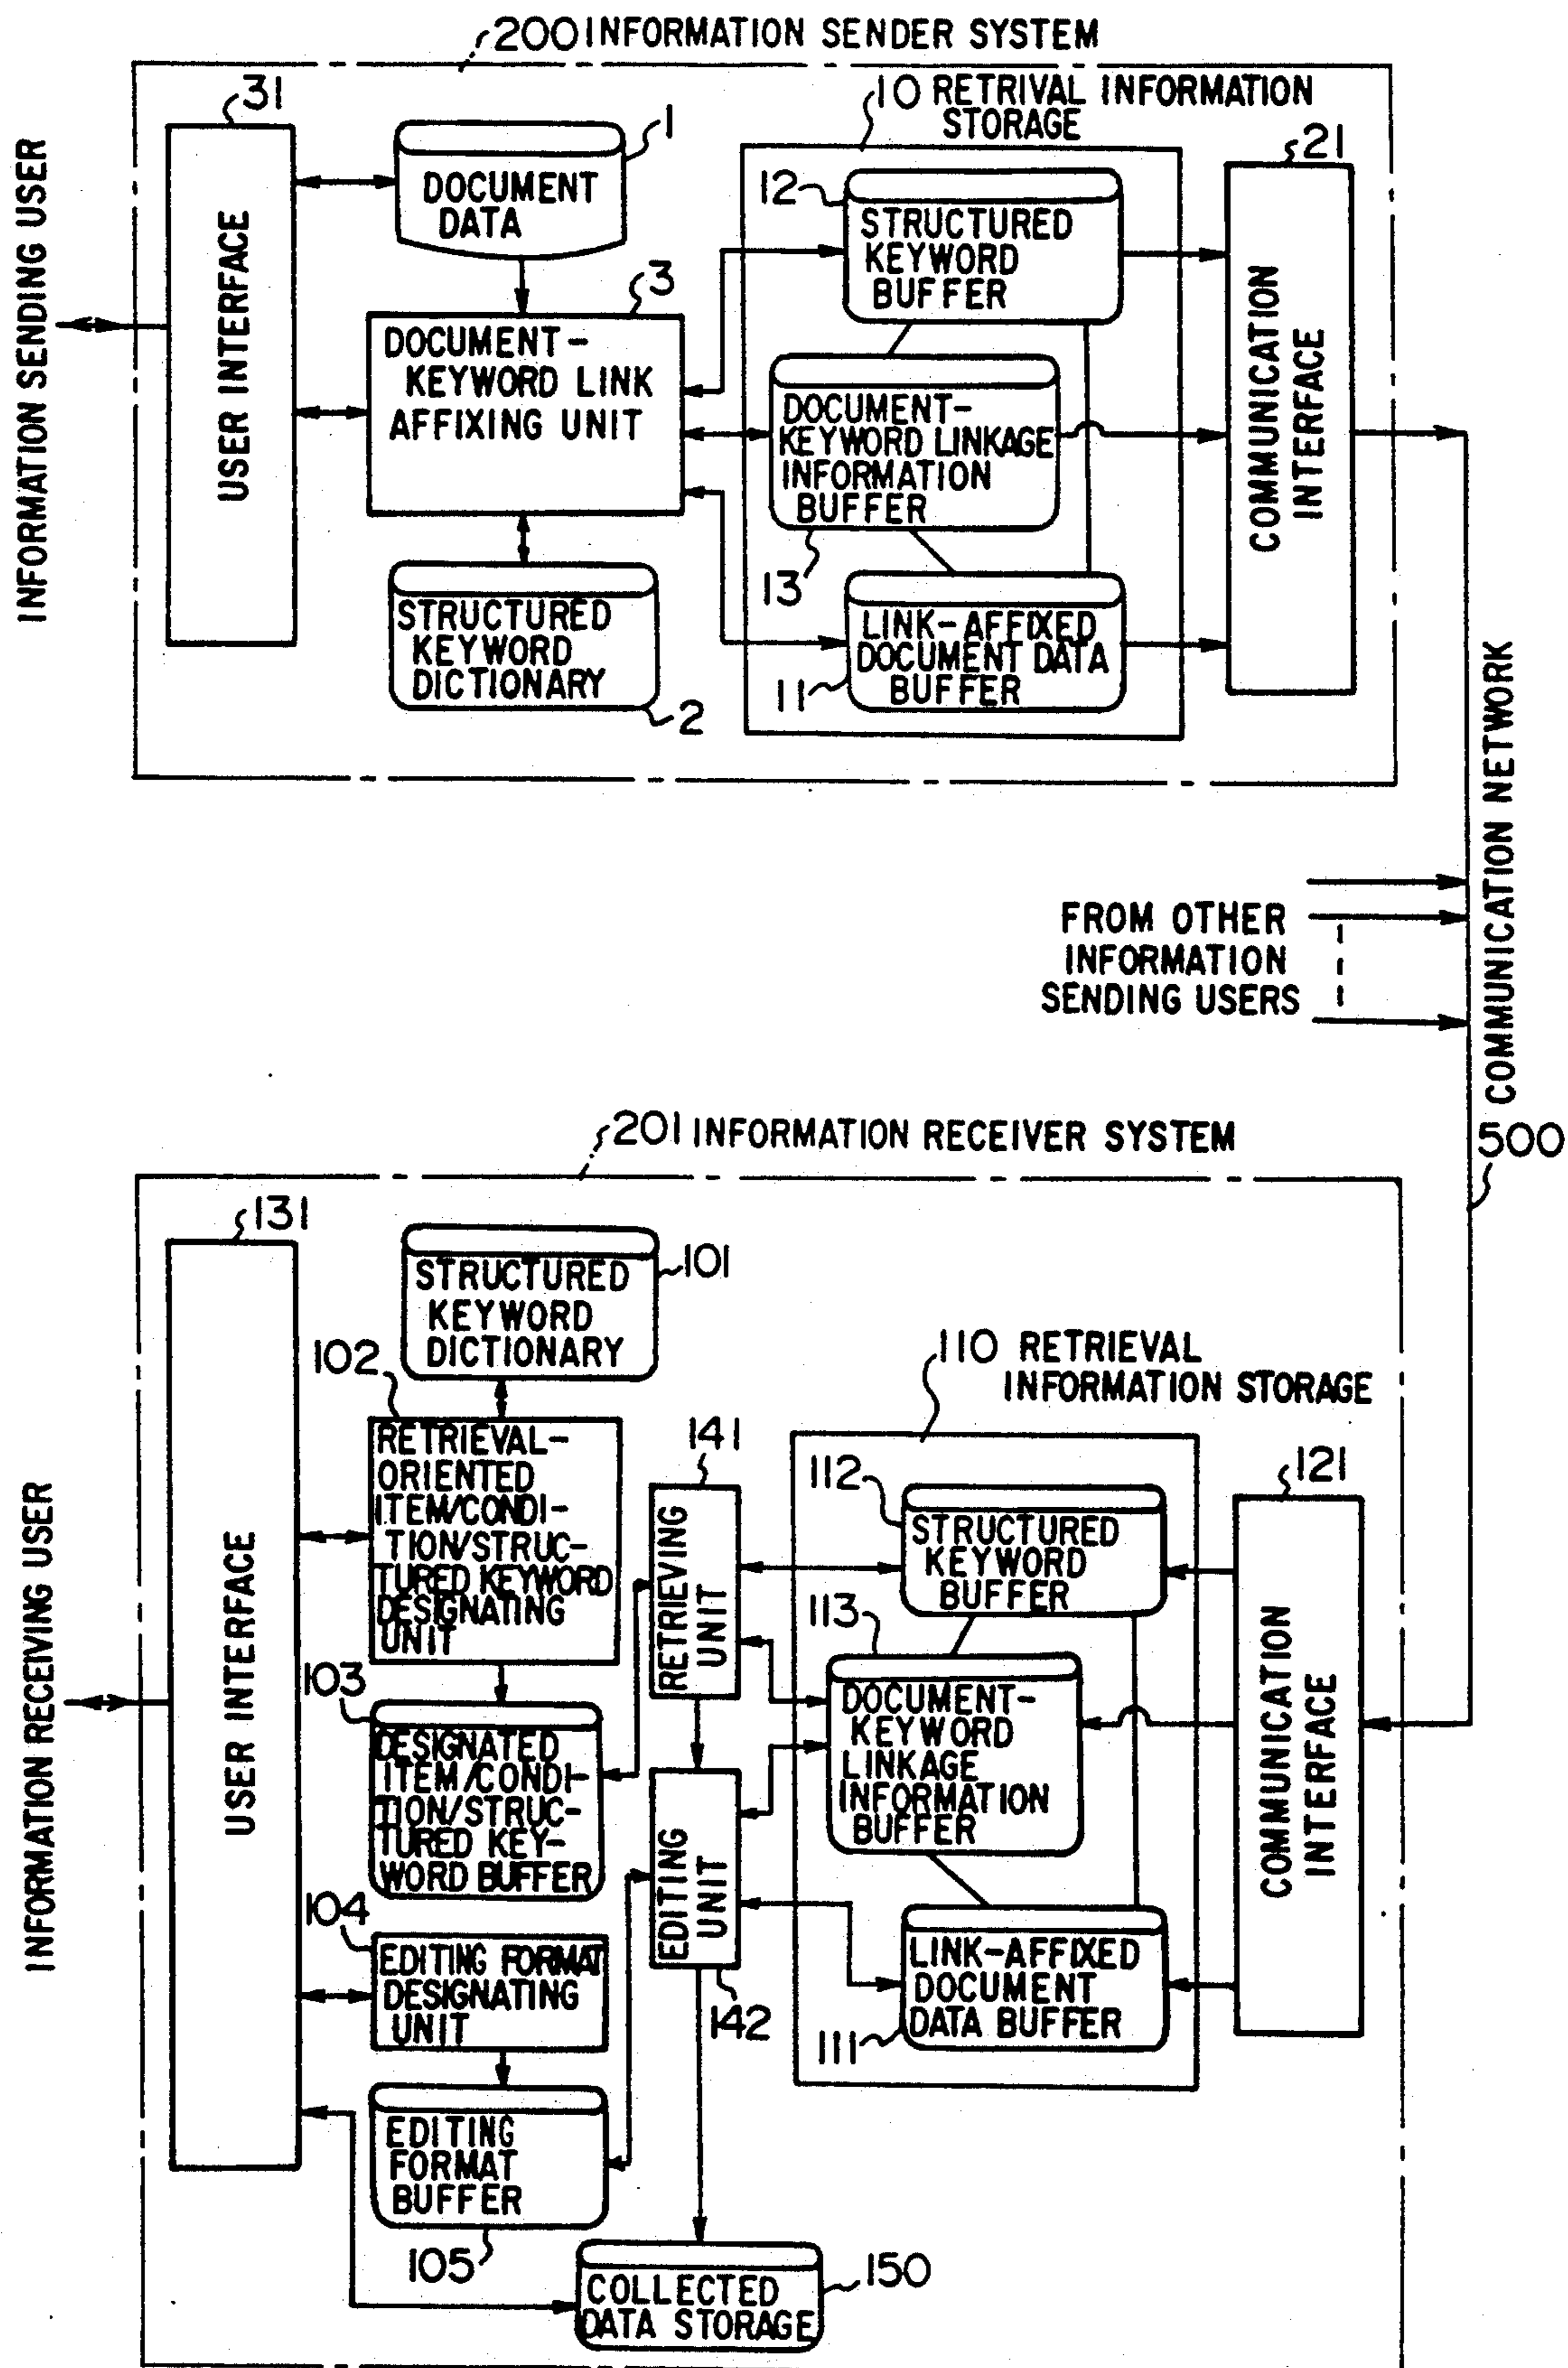 200 INFORMATION SENDER SYSTEM
31
1
10 RETRIVAL INFORMATION
STORAGE
21
INFORMATION SENDING USER
USER INTERFACE
DOCUMENT
DATA
12
STRUCTURED
KEYWORD
BUFFER
3
DOCUMENT-
KEYWORD LINK
AFFIXING UNIT
DOCUMENT-
KEYWORD LINKAGE
INFORMATION
BUFFER
13
COMMUNICATION
INTERFACE
STRUCTURED
KEYWORD
DICTIONARY
2
LINK-AFFIXED
DOCUMENT DATA
BUFFER
11
COMMUNICATION NETWORK
FROM OTHER
INFORMATION
SENDING USERS
500
201 INFORMATION RECEIVER SYSTEM
131
STRUCTURED
KEYWORD
DICTIONARY
101
102
110 RETRIEVAL
INFORMATION STORAGE
INFORMATION RECEIVING USER
USER INTERFACE
RETRIEVAL-
ORIENTED
ITEM/CONDI-
TION/STRUC-
TURED KEYWORD
DESIGNATING
UNIT
141
RETRIEVING
UNIT
112
STRUCTURED
KEYWORD
BUFFER
121
COMMUNICATION
INTERFACE
103
DESIGNATED
ITEM/CONDI-
TION/STRUC-
TURED KEY-
WORD BUFFER
113
DOCUMENT-
KEYWORD
LINKAGE
INFORMATION
BUFFER
EDITING
UNIT
142
104
EDITING FORMAT
DESIGNATING
UNIT
LINK-AFFIXED
DOCUMENT
DATA BUFFER
111
EDITING
FORMAT
BUFFER
105
COLLECTED
DATA STORAGE
150